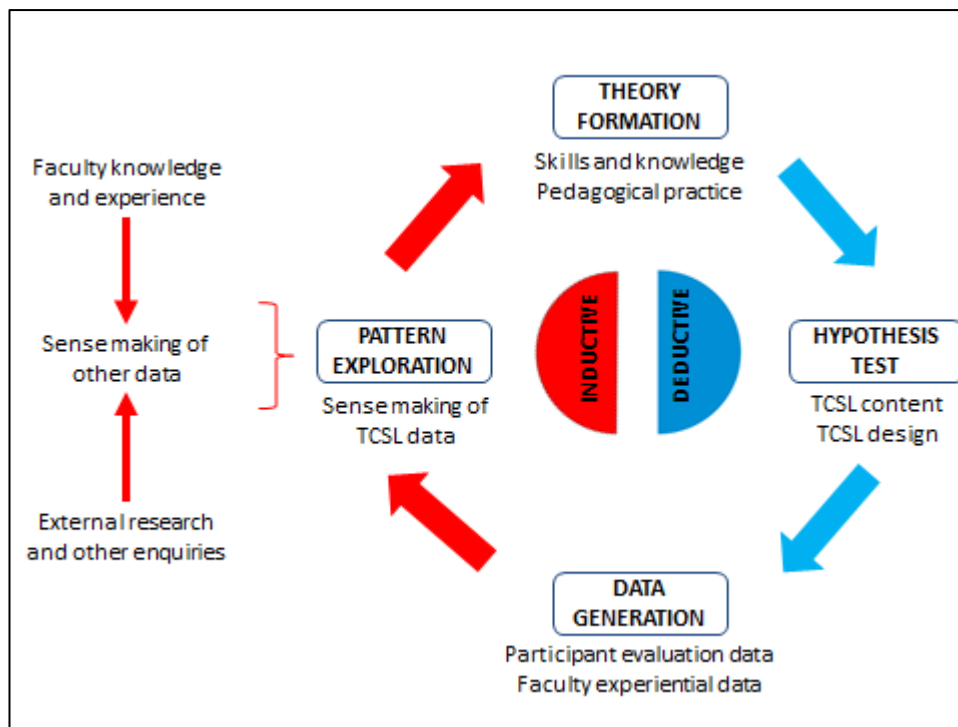 THEORY
FORMATION
Skills and knowledge
Pedagogical practice
Faculty knowledge
and experience
Sense making of
other data
External research
and other enquiries
PATTERN
EXPLORATION
Sense making of
TCSL data
INDUCTIVE
DEDUCTIVE
HYPOTHESIS
TEST
TCSL content
TCSL design
DATA
GENERATION
Participant evaluation data
Faculty experiential data